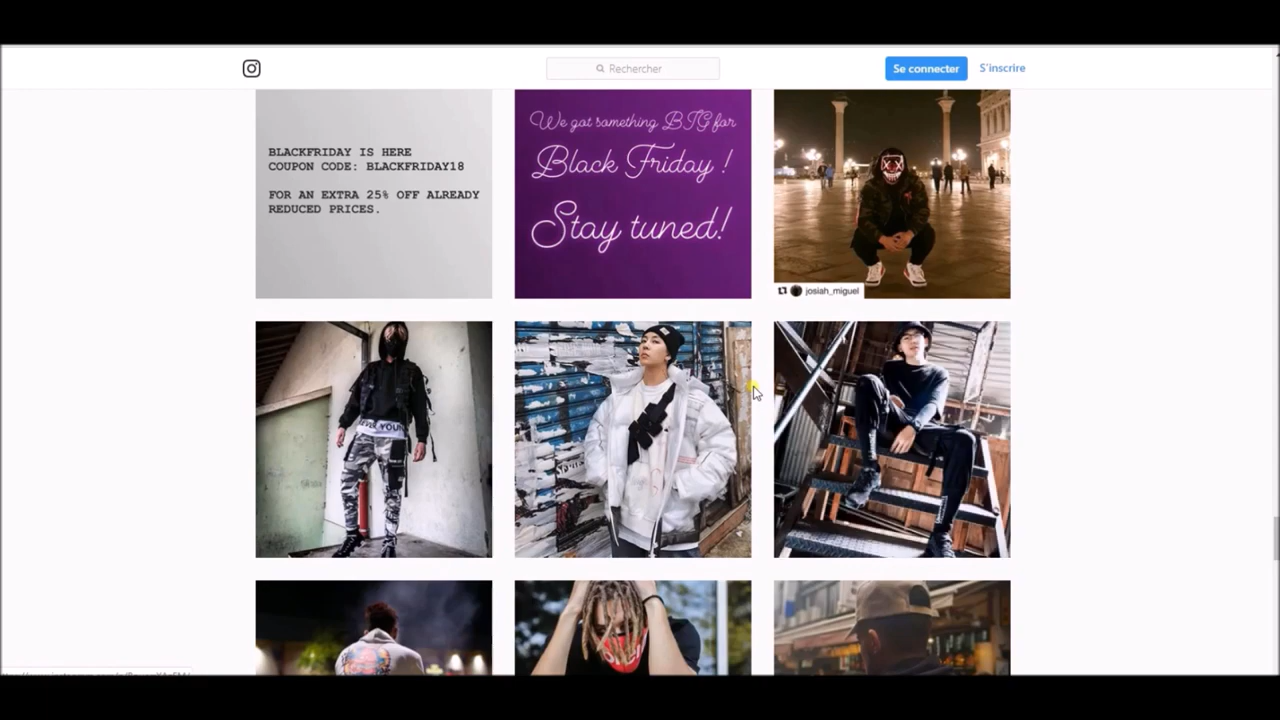 Rechercher
Se connecter
S'inscrire
BLACKFRIDAY IS HERE
COUPON CODE: BLACKFRIDAY18
FOR AN EXTRA 25% OFF ALREADY
REDUCED PRICES.
We got something BIG for
Black Friday !
Stay tuned!
josiah_miguel